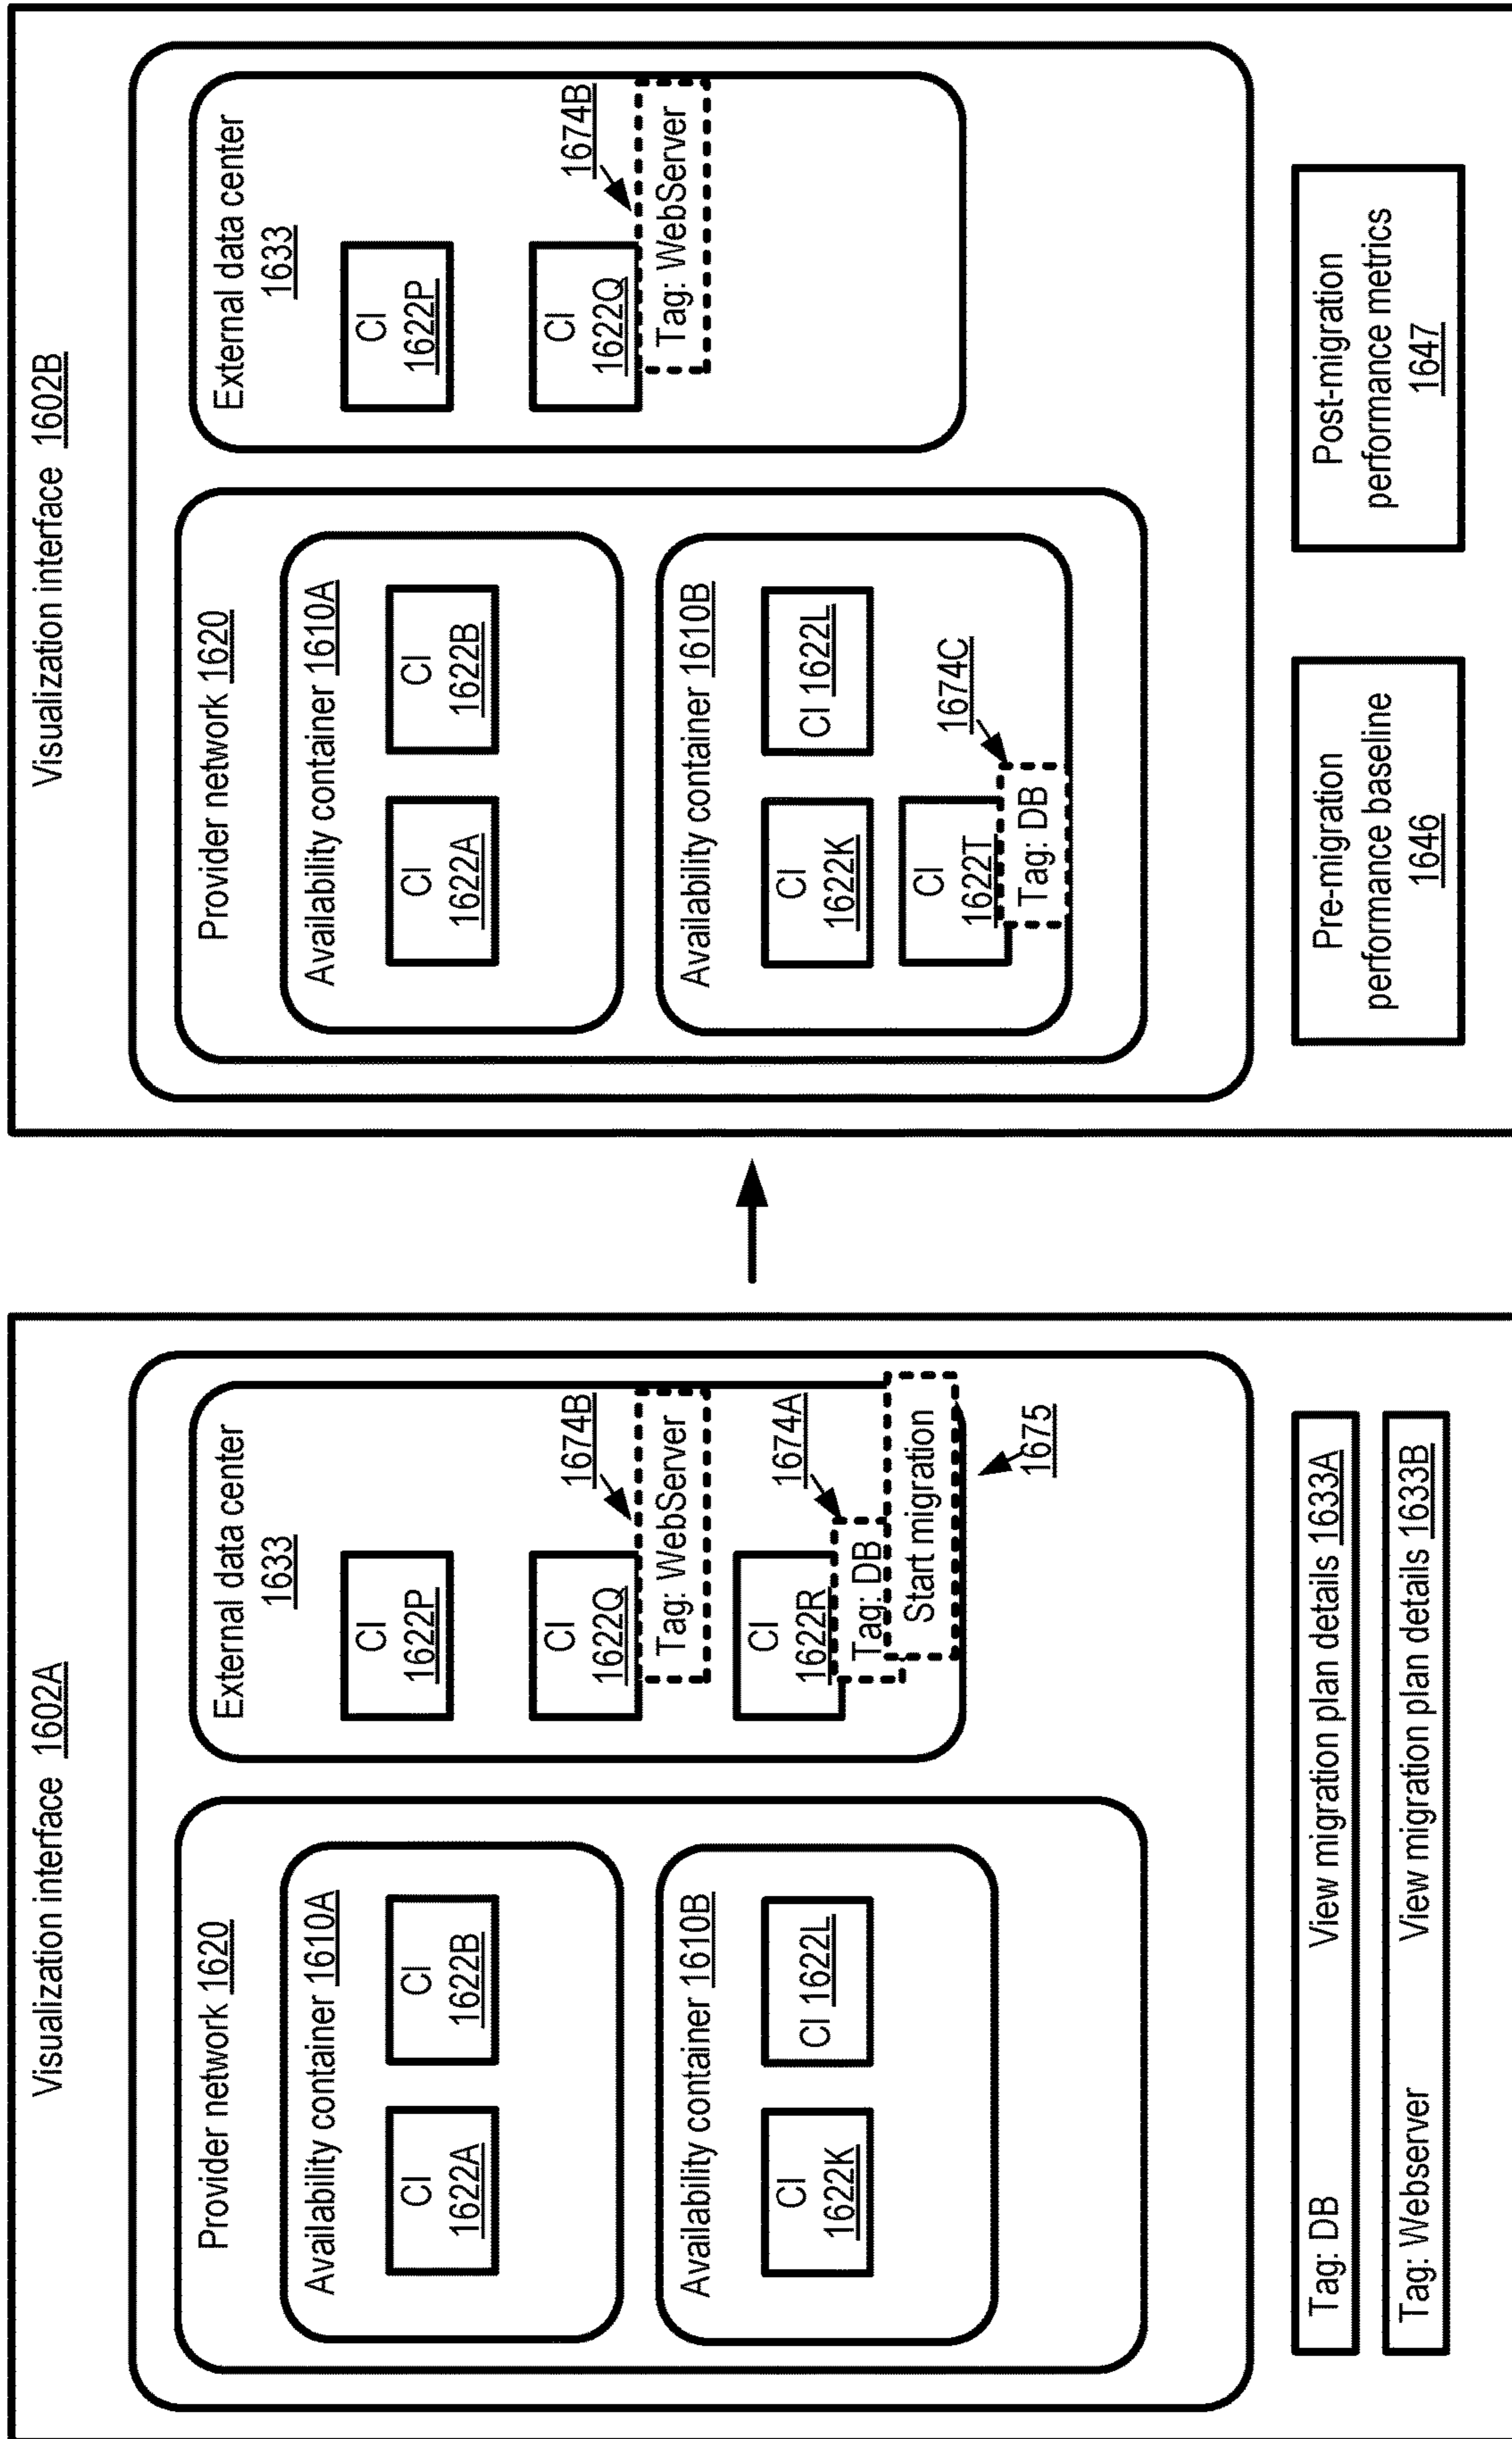 Visualization interface 1602A
Provider network 1620
Availability container 1610A
CI
1622A
CI
1622B
Availability container 1610B
CI
1622K
CI 1622L
External data center
1633
CI
1622P
CI
1622Q
1674B
Tag: WebServer
CI
1622R
1674A
Tag: DB
Start migration
1675
Tag: DB View migration plan details 1633A
Tag: Webserver View migration plan details 1633B
Visualization interface 1602B
Provider network 1620
Availability container 1610A
CI
1622A
CI
1622B
Availability container 1610B
CI
1622K
CI 1622L
CI
1622T
1674C
Tag: DB
External data center
1633
CI
1622P
CI
1622Q
1674B
Tag: WebServer
Pre-migration
performance baseline
1646
Post-migration
performance metrics
1647